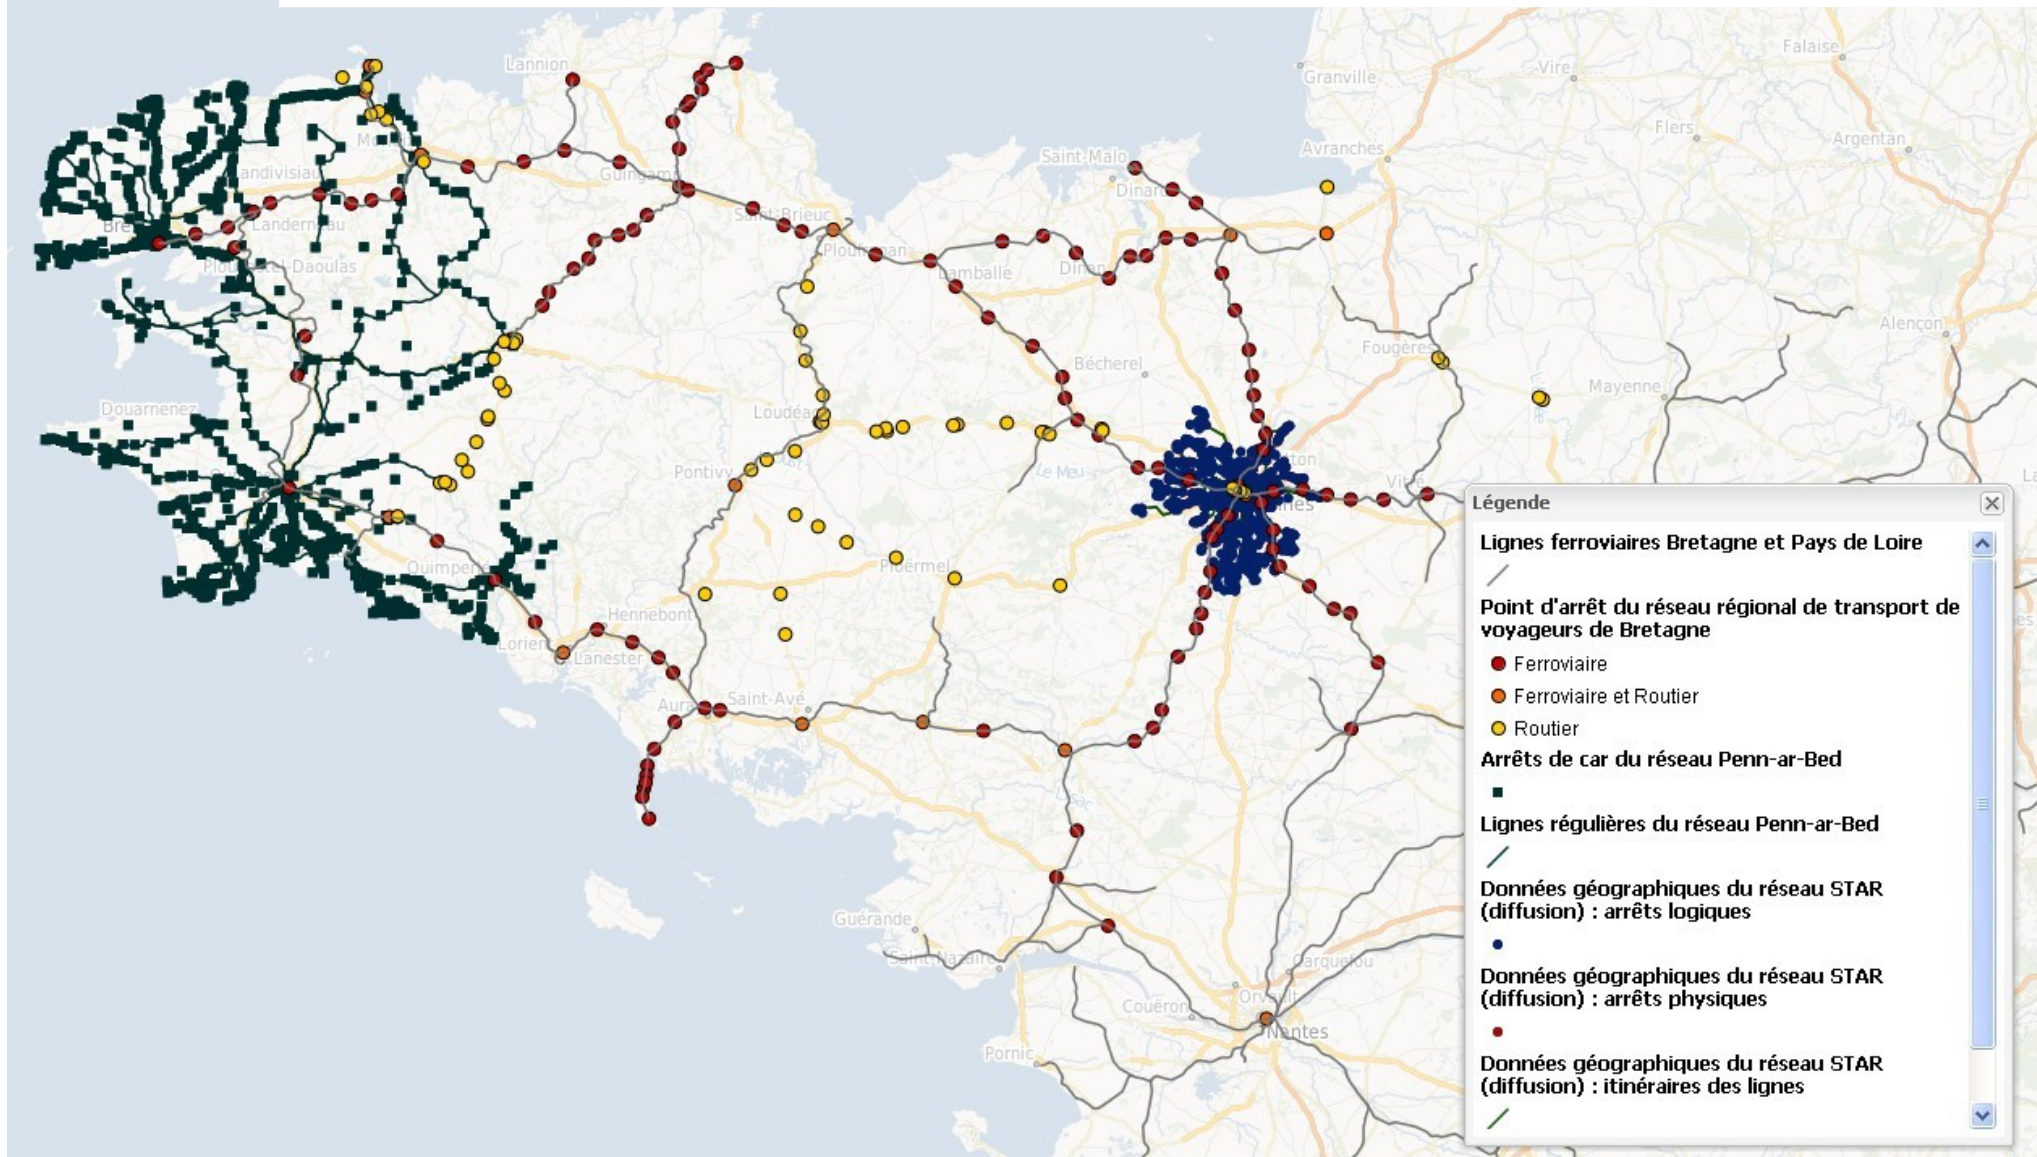 Falaise
Lannion
Vire
Granville
Flers
Argentan
Avranches
Saint-Malo
Dinard
Guingamp
Landivisiau
Saint-Brieuc
Landerneau
Ploufragan
Plougastel Daoulas
Lamballe
Dinan
Alençon
Fougères
Bécherel
Mayenne
Douarnenez
Loudéac
Pontivy
Le Meu
Vitré
Ploërmel
Quimperlé
Hennebont
Lorient
Lanester
Saint-Avé
Auray
Guérande
Saint-Nazaire
Carquefou
Couëron
Orvault
Nantes
Pornic
Légende
Lignes ferroviaires Bretagne et Pays de Loire
Point d'arrêt du réseau régional de transport de
voyageurs de Bretagne
Ferroviaire
Ferroviaire et Routier
Routier
Arrêts de car du réseau Penn-ar-Bed
Lignes régulières du réseau Penn-ar-Bed
Données géographiques du réseau STAR
(diffusion) : arrêts logiques
Données géographiques du réseau STAR
(diffusion) : arrêts physiques
Données géographiques du réseau STAR
(diffusion) : itinéraires des lignes